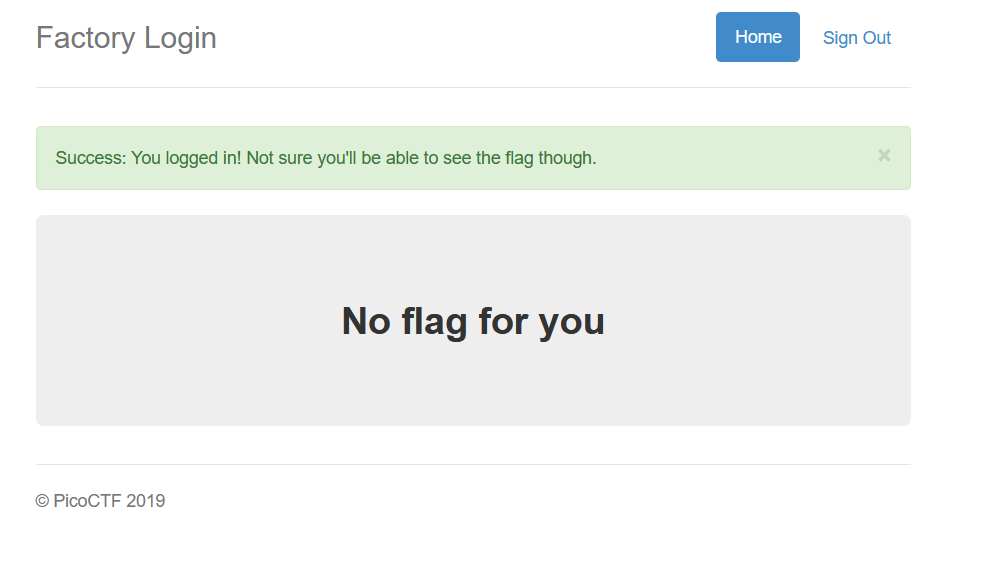 Factory Login
Home
Sign Out
Success: You logged in! Not sure you'll be able to see the flag though.
×
No flag for you
© PicoCTF 2019